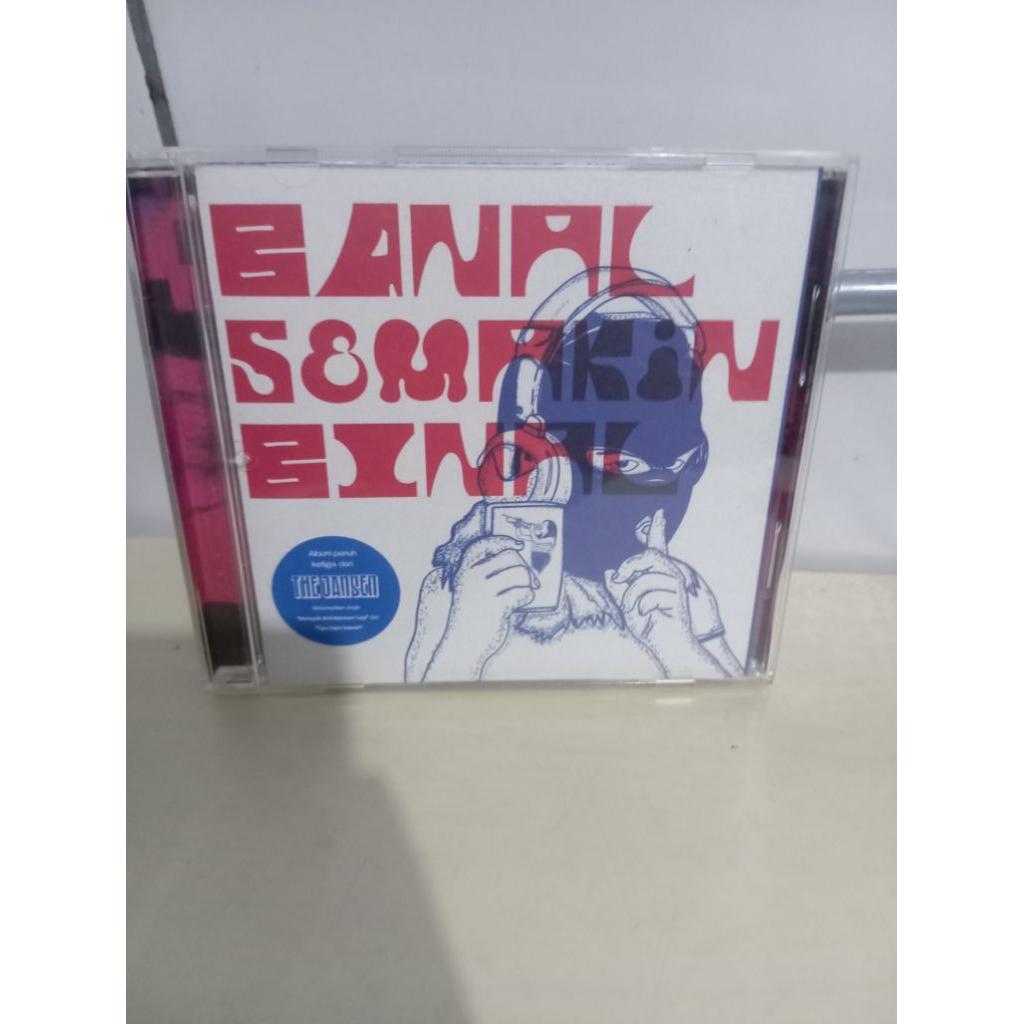 BANAL
SEMAKiN
BINAL
Album penuh
ketiga dari
THE JANSEN